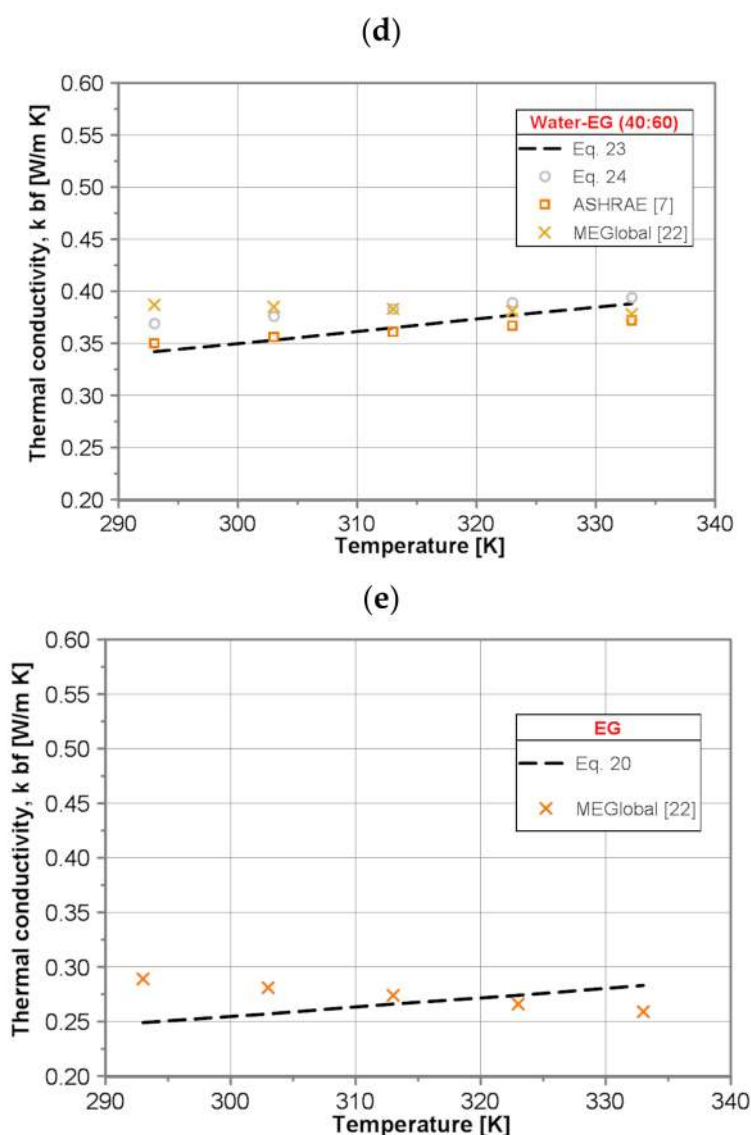 (d)
Thermal conductivity, k bf [W/m K]
0.60
0.55
0.50
0.45
0.40
0.35
0.30
0.25
0.20
Water-EG (40:60)
Eq. 23
Eq. 24
ASHRAE [7]
MEGlobal [22]
290
300
310
320
330
340
Temperature [K]
(e)
Thermal conductivity, k bf [W/m K]
0.60
0.55
0.50
0.45
0.40
0.35
0.30
0.25
0.20
EG
Eq. 20
MEGlobal [22]
290
300
310
320
330
340
Temperature [K]